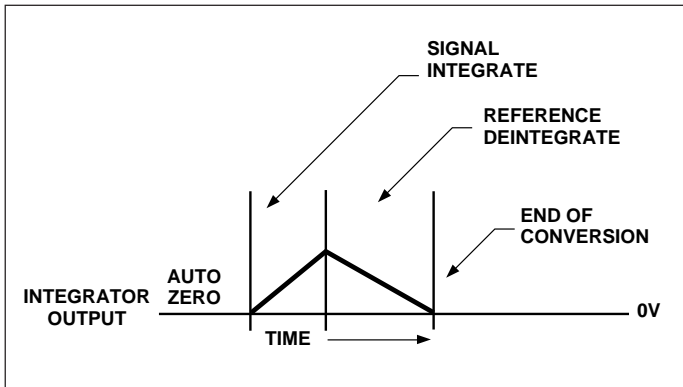 SIGNAL
INTEGRATE
REFERENCE
DEINTEGRATE
END OF
CONVERSION
AUTO
ZERO
INTEGRATOR
OUTPUT
0V
TIME